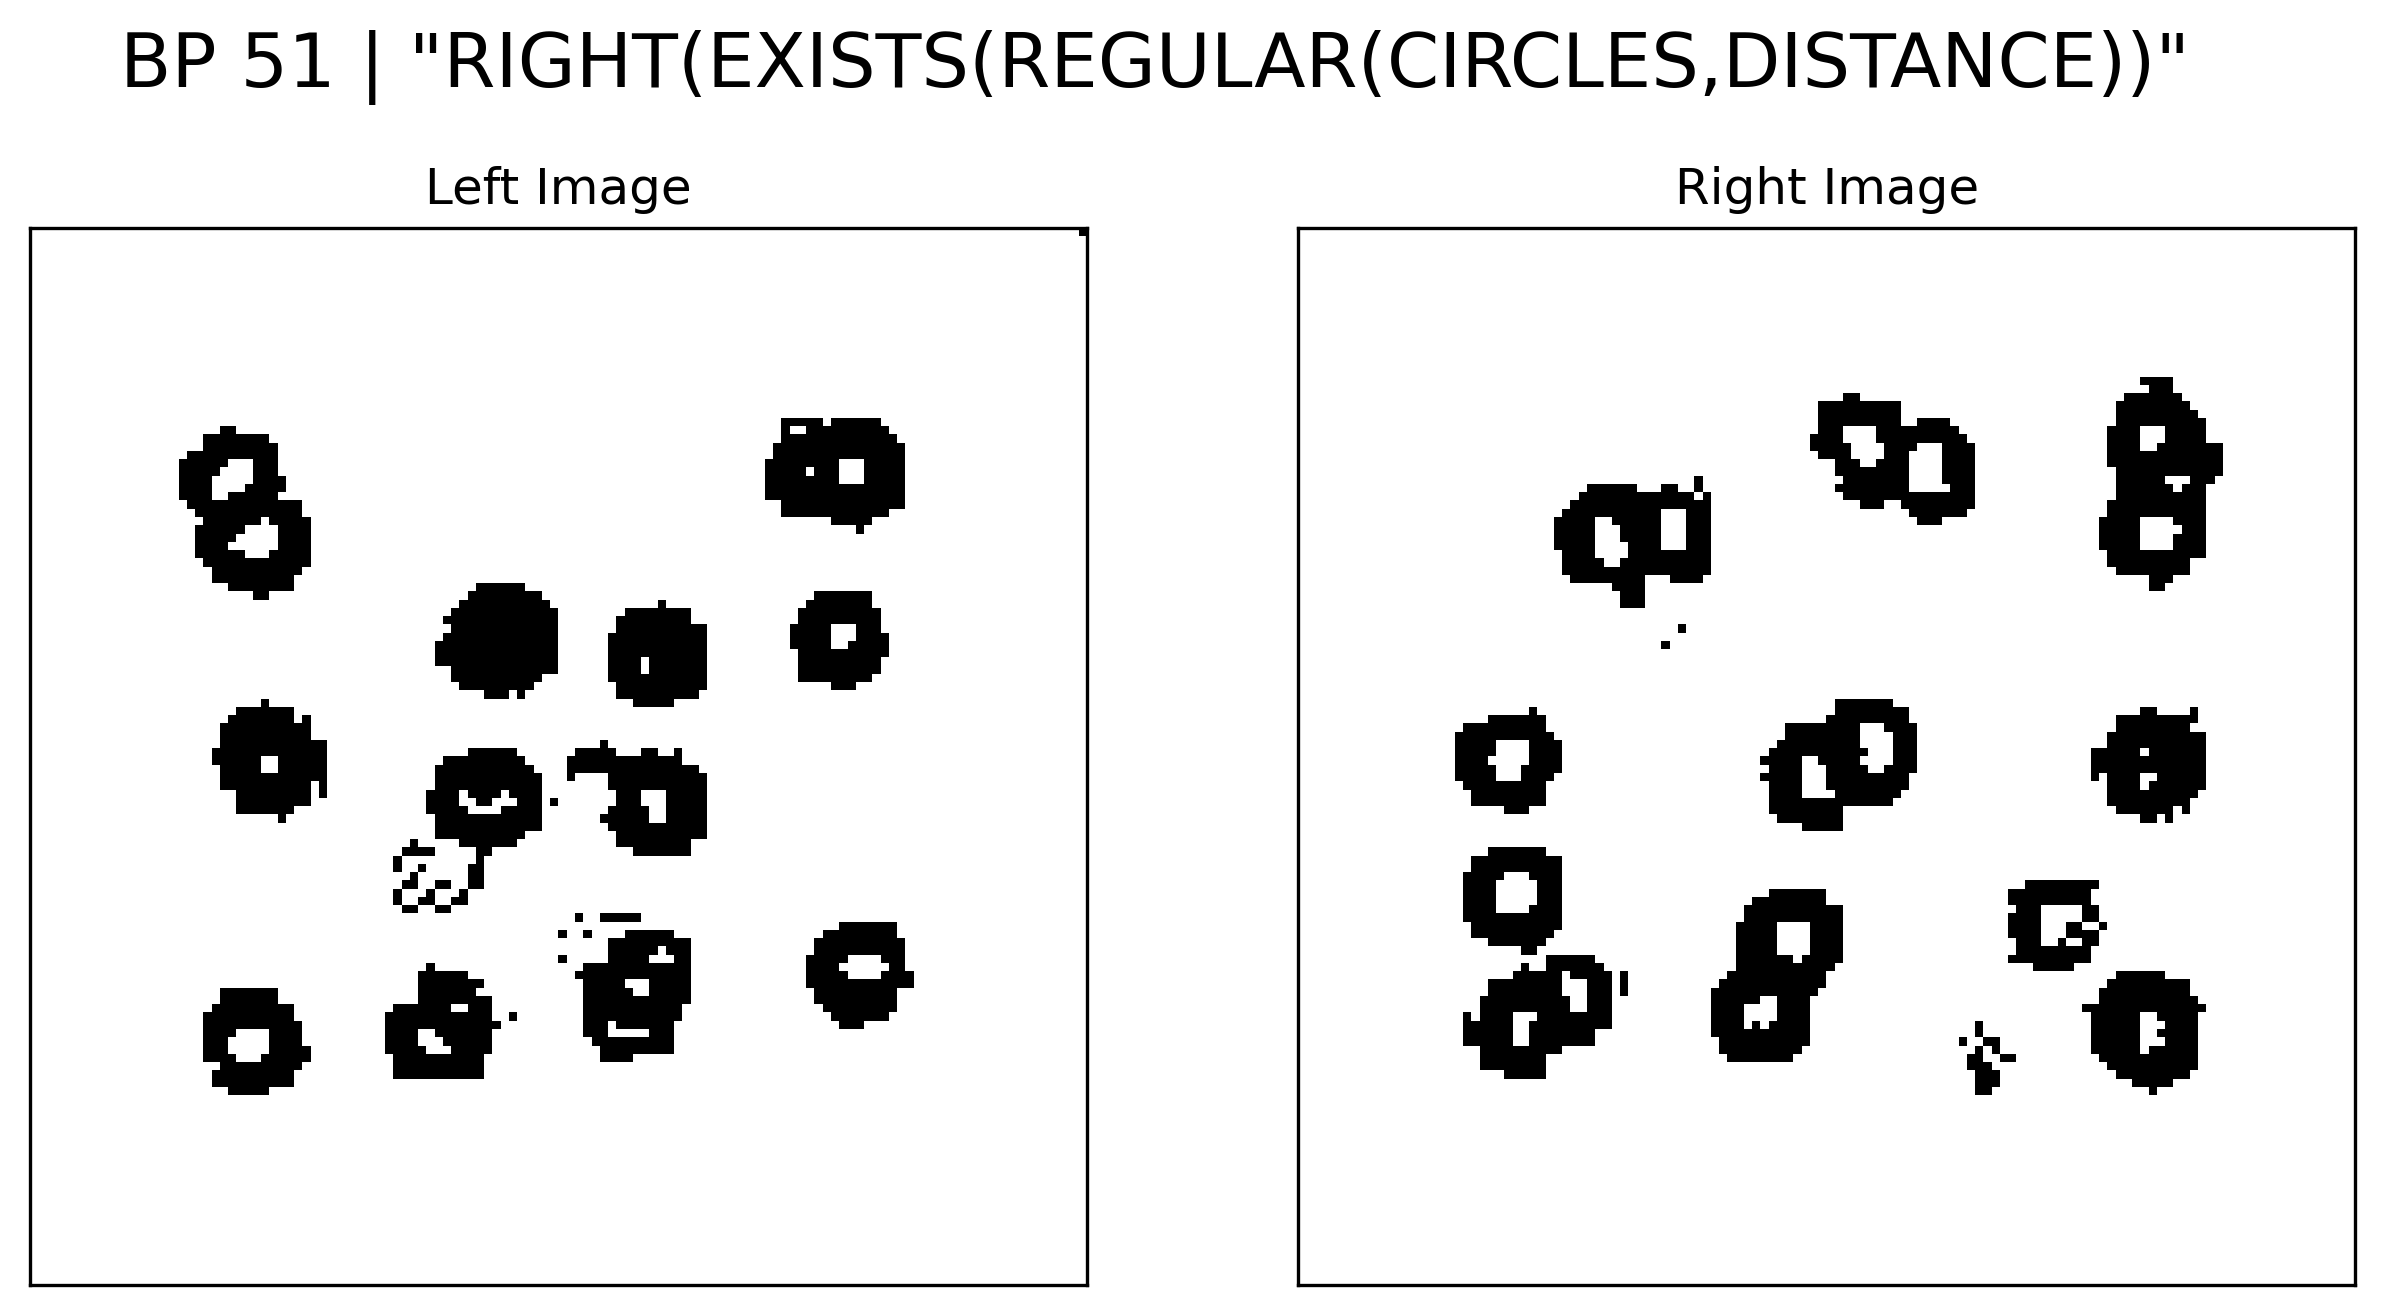 BP 51 | "RIGHT(EXISTS(REGULAR(CIRCLES,DISTANCE))"
Left Image
Right Image